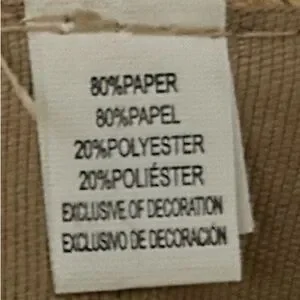 80%PAPER
80%PAPEL
20%POLYESTER
20%POLIÉSTER
EXCLUSIVE OF DECORATION
EXCLUSIVO DE DECORACIÓN